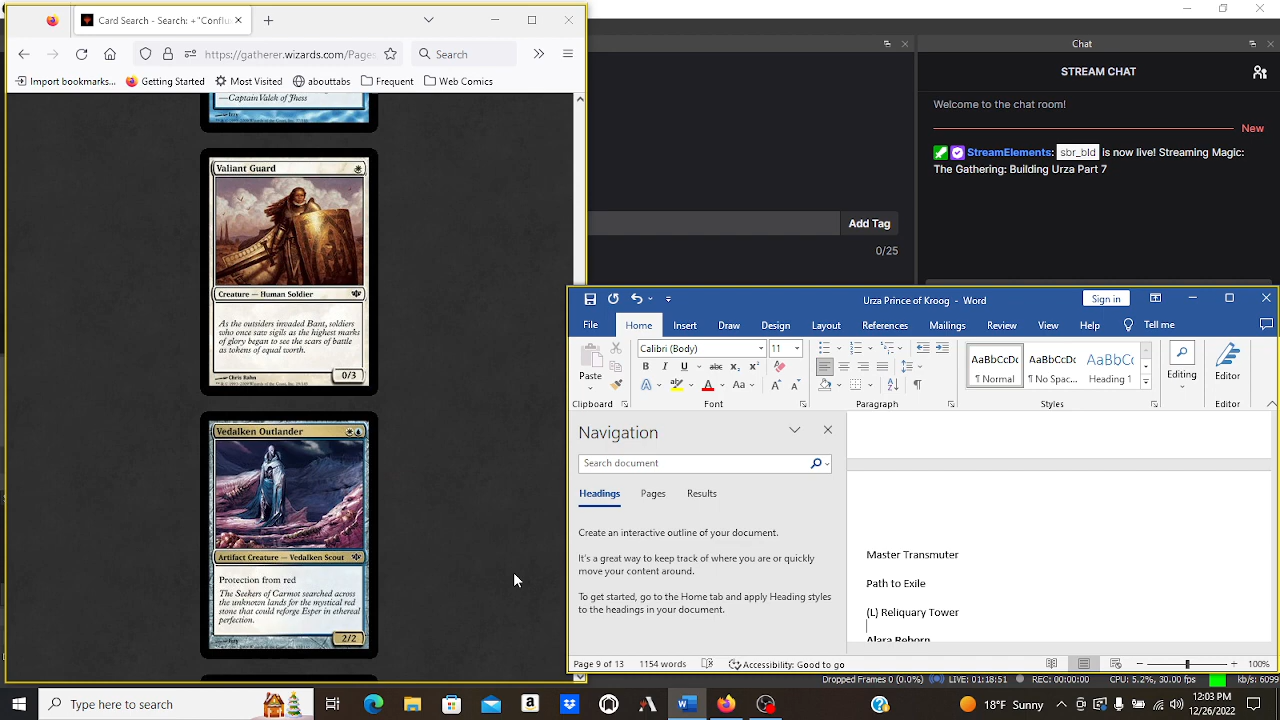 Card Search - Search: +"Conflu
https://gatherer.wizards.com/Pages
Search
Import bookmarks...
Getting Started
Most Visited
abouttabs
Frequent
Web Comics
—Captain Valek of Jhess
Valiant Guard
Creature — Human Soldier
As the outsiders invaded Bant, soldiers
who once saw sigils as the highest marks
of glory began to see the scars of battle
as tokens of equal worth.
Chris Rahn
0/3
Vedalken Outlander
Artifact Creature — Vedalken Scout
Protection from red
The Seekers of Carmot searched across
the unknown lands for the mystical red
stone that could reforge Esper in ethereal
perfection.
Izzy
2/2
Chat
STREAM CHAT
Welcome to the chat room!
New
StreamElements: sbr_bld is now live! Streaming Magic:
The Gathering: Building Urza Part 7
Add Tag
0/25
Urza Prince of Kroog - Word
Sign in
File
Home
Insert
Draw
Design
Layout
References
Mailings
Review
View
Help
Tell me
Paste
Calibri (Body)
11
B I U abc x₂ x²
A A Aa A A
AaBbCcDc AaBbCcDc AaBbCc
¶ Normal ¶ No Spac... Heading 1
Editing
Editor
Clipboard
Font
Paragraph
Styles
Editor
Navigation
Search document
Headings
Pages
Results
Create an interactive outline of your document.
It's a great way to keep track of where you are or quickly
move your content around.
To get started, go to the Home tab and apply Heading styles
to the headings in your document.
Master Transmuter
Path to Exile
(L) Reliquary Tower
Alara Reborn
Page 9 of 13
1154 words
Accessibility: Good to go
100%
Dropped Frames 0 (0.0%)
LIVE: 01:18:51
REC: 00:00:00
CPU: 5.2%, 30.00 fps
kb/s: 6099
Type here to search
18°F Sunny
12:03 PM
12/26/2022